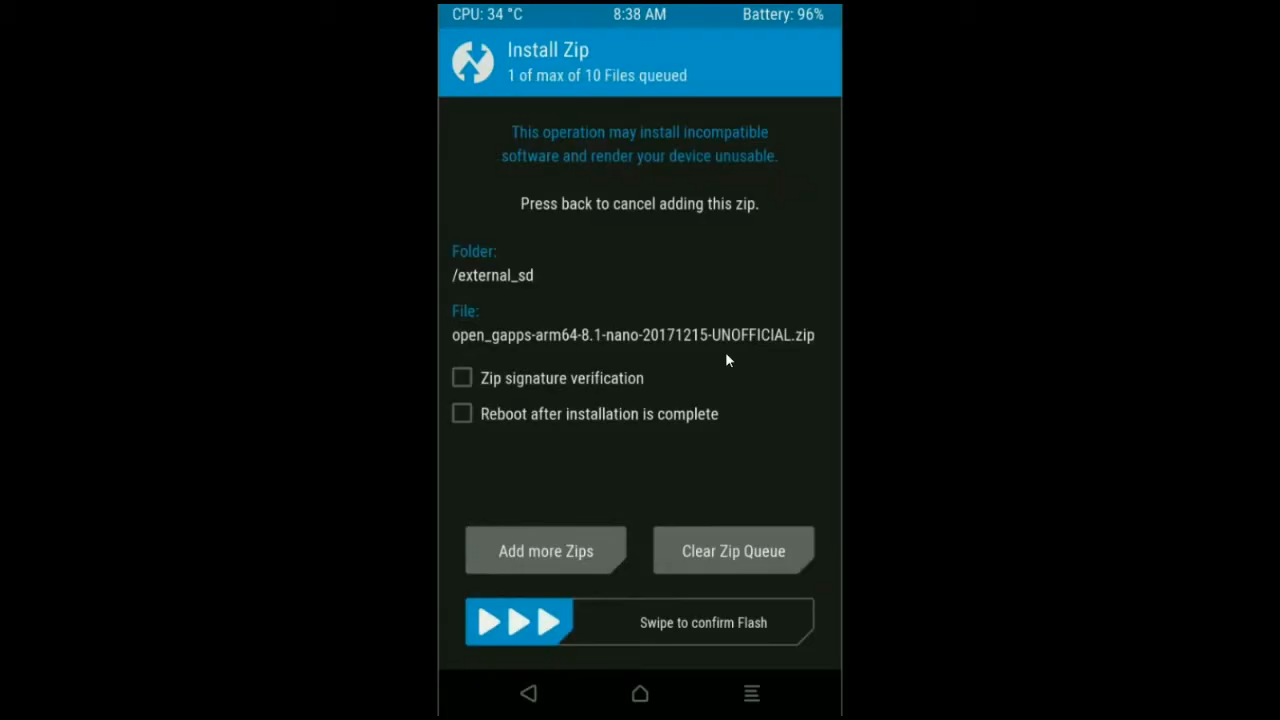 CPU: 34 °C 8:38 AM Battery: 96%
Install Zip
1 of max of 10 Files queued
This operation may install incompatible
software and render your device unusable.
Press back to cancel adding this zip.
Folder:
/external_sd
File:
open_gapps-arm64-8.1-nano-20171215-UNOFFICIAL.zip
Zip signature verification
Reboot after installation is complete
Add more Zips Clear Zip Queue
Swipe to confirm Flash